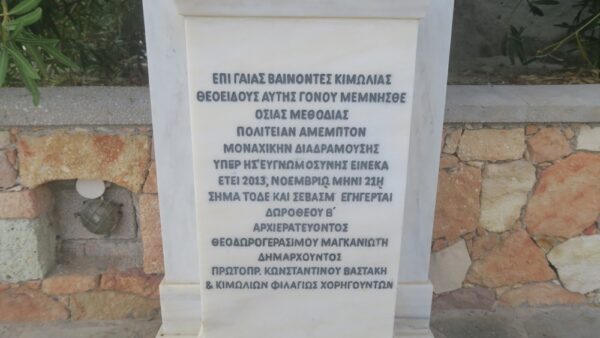 ΕΠΙ ΓΑΙΑΣ ΒΑΙΝΟΝΤΕΣ ΚΙΜΩΛΙΑΣ
ΘΕΟΕΙΔΟΥΣ ΑΥΤΗΣ ΓΟΝΟΥ ΜΕΜΝΗΣΘΕ
ΟΣΙΑΣ ΜΕΘΟΔΙΑΣ
ΠΟΛΙΤΕΙΑΝ ΑΜΕΜΠΤΟΝ
ΜΟΝΑΧΙΚΗΝ ΔΙΑΔΡΑΜΟΥΣΗΣ
ΥΠΕΡ ΗΣ ΕΥΓΝΩΜΟΣΥΝΗΣ ΕΙΝΕΚΑ
ΕΤΕΙ 2013, ΝΟΕΜΒΡΙΩ ΜΗΝΙ 21Η
ΣΗΜΑ ΤΟΔΕ ΚΑΙ ΣΕΒΑΣΜ' ΕΓΗΓΕΡΤΑΙ
ΔΩΡΟΘΕΟΥ Β΄
ΑΡΧΙΕΡΑΤΕΥΟΝΤΟΣ
ΘΕΟΔΩΡΟΓΕΡΑΣΙΜΟΥ ΜΑΓΚΑΝΙΩΤΗ
ΔΗΜΑΡΧΟΥΝΤΟΣ
ΠΡΩΤΟΠΡ. ΚΩΝΣΤΑΝΤΙΝΟΥ ΒΑΣΤΑΚΗ
& ΚΙΜΩΛΙΩΝ ΦΙΛΑΓΙΩΣ ΧΟΡΗΓΟΥΝΤΩΝ